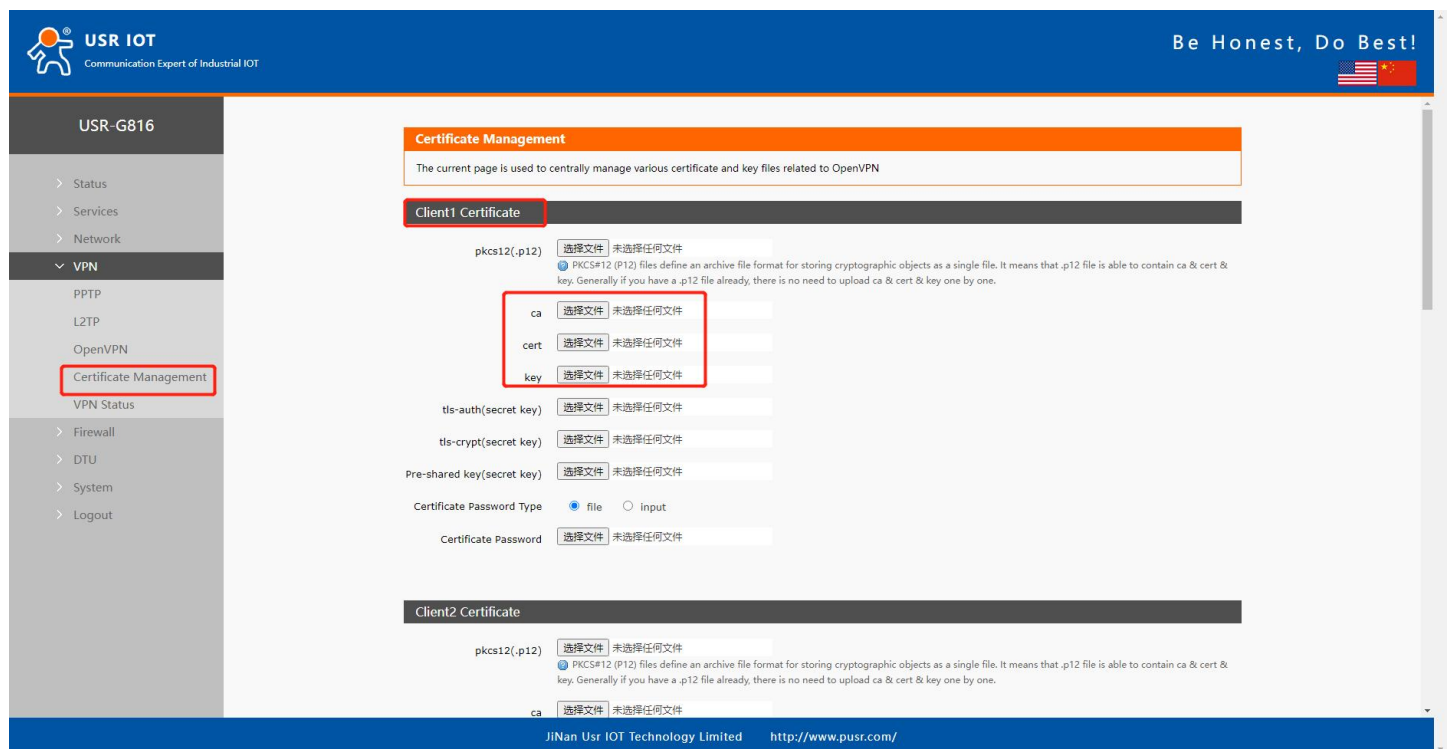 USR IOT
®
Communication Expert of Industrial IOT
Be Honest, Do Best!
USR-G816
Status
Services
Network
VPN
PPTP
L2TP
OpenVPN
Certificate Management
VPN Status
Firewall
DTU
System
Logout
Certificate Management
The current page is used to centrally manage various certificate and key files related to OpenVPN
Client1 Certificate
pkcs12(.p12) 选择文件 未选择任何文件
PKCS#12 (P12) files define an archive file format for storing cryptographic objects as a single file. It means that .p12 file is able to contain ca & cert &
key. Generally if you have a .p12 file already, there is no need to upload ca & cert & key one by one.
ca 选择文件 未选择任何文件
cert 选择文件 未选择任何文件
key 选择文件 未选择任何文件
tls-auth(secret key) 选择文件 未选择任何文件
tls-crypt(secret key) 选择文件 未选择任何文件
Pre-shared key(secret key) 选择文件 未选择任何文件
Certificate Password Type file input
Certificate Password 选择文件 未选择任何文件
Client2 Certificate
pkcs12(.p12) 选择文件 未选择任何文件
PKCS#12 (P12) files define an archive file format for storing cryptographic objects as a single file. It means that .p12 file is able to contain ca & cert &
key. Generally if you have a .p12 file already, there is no need to upload ca & cert & key one by one.
ca 选择文件 未选择任何文件
JiNan Usr IOT Technology Limited http://www.pusr.com/